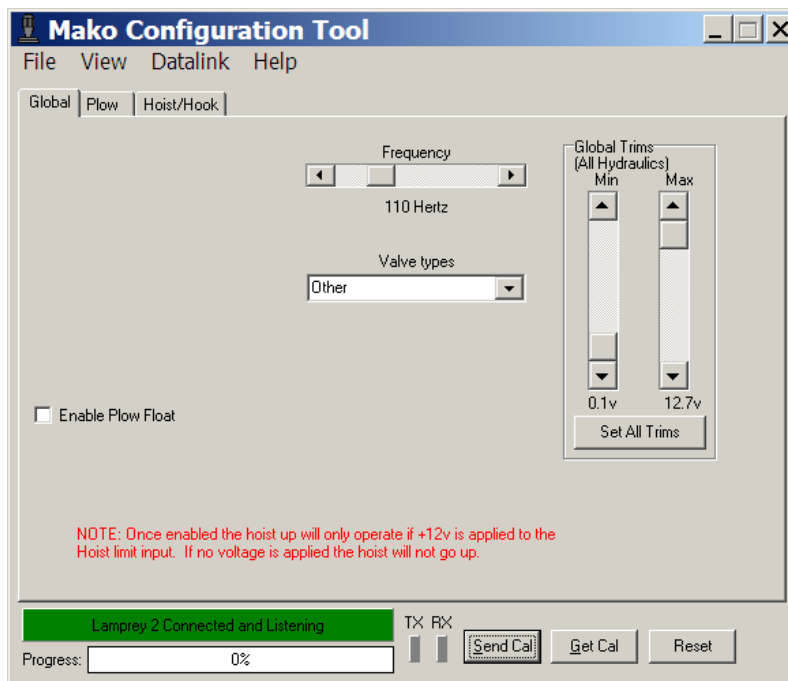 Mako Configuration Tool
File View Datalink Help
Global Plow Hoist/Hook
Frequency
110 Hertz
Valve types
Other
Global Trims
(All Hydraulics)
Min Max
0.1v 12.7v
Set All Trims
Enable Plow Float
NOTE: Once enabled the hoist up will only operate if +12v is applied to the
Hoist limit input. If no voltage is applied the hoist will not go up.
Lamprey 2 Connected and Listening
TX RX
Send Cal Get Cal Reset
Progress: 0%